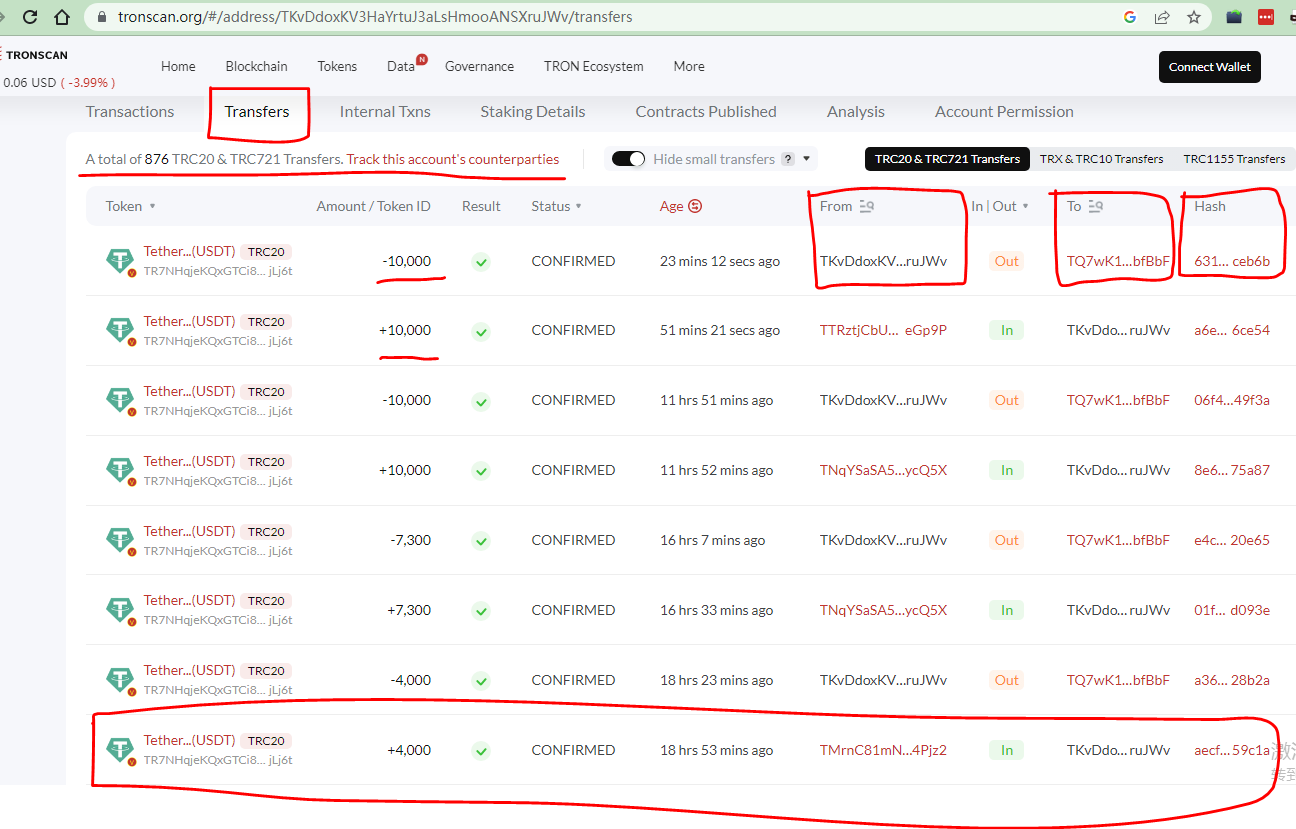 tronscan.org/#/address/TKvDdoxKV3HaYrtuJ3aLsHmooANSXruJWv/transfers
TRONSCAN
0.06 USD ( -3.99% )
Home Blockchain Tokens Data N Governance TRON Ecosystem More
Connect Wallet
Transactions Transfers Internal Txns Staking Details Contracts Published Analysis Account Permission
A total of 876 TRC20 & TRC721 Transfers. Track this account's counterparties Hide small transfers ? TRC20 & TRC721 Transfers TRX & TRC10 Transfers TRC1155 Transfers
Token Amount / Token ID Result Status Age From In | Out To Hash
Tether...(USDT) TRC20
TR7NHqjeKQxGTCi8... jLj6t
-10,000 CONFIRMED 23 mins 12 secs ago TKvDdoxKV...ruJWv Out TQ7wK1...bfBbF 631... ceb6b
Tether...(USDT) TRC20
TR7NHqjeKQxGTCi8... jLj6t
+10,000 CONFIRMED 51 mins 21 secs ago TTRztjCbU... eGp9P In TKvDdo... ruJWv a6e... 6ce54
Tether...(USDT) TRC20
TR7NHqjeKQxGTCi8... jLj6t
-10,000 CONFIRMED 11 hrs 51 mins ago TKvDdoxKV...ruJWv Out TQ7wK1...bfBbF 06f4...49f3a
Tether...(USDT) TRC20
TR7NHqjeKQxGTCi8... jLj6t
+10,000 CONFIRMED 11 hrs 52 mins ago TNqYSaSA5...ycQ5X In TKvDdo... ruJWv 8e6... 75a87
Tether...(USDT) TRC20
TR7NHqjeKQxGTCi8... jLj6t
-7,300 CONFIRMED 16 hrs 7 mins ago TKvDdoxKV...ruJWv Out TQ7wK1...bfBbF e4c... 20e65
Tether...(USDT) TRC20
TR7NHqjeKQxGTCi8... jLj6t
+7,300 CONFIRMED 16 hrs 33 mins ago TNqYSaSA5...ycQ5X In TKvDdo... ruJWv 01f... d093e
Tether...(USDT) TRC20
TR7NHqjeKQxGTCi8... jLj6t
-4,000 CONFIRMED 18 hrs 23 mins ago TKvDdoxKV...ruJWv Out TQ7wK1...bfBbF a36... 28b2a
Tether...(USDT) TRC20
TR7NHqjeKQxGTCi8... jLj6t
+4,000 CONFIRMED 18 hrs 53 mins ago TMrnC81mN...4Pjz2 In TKvDdo... ruJWv aecf...59c1a
激
转到